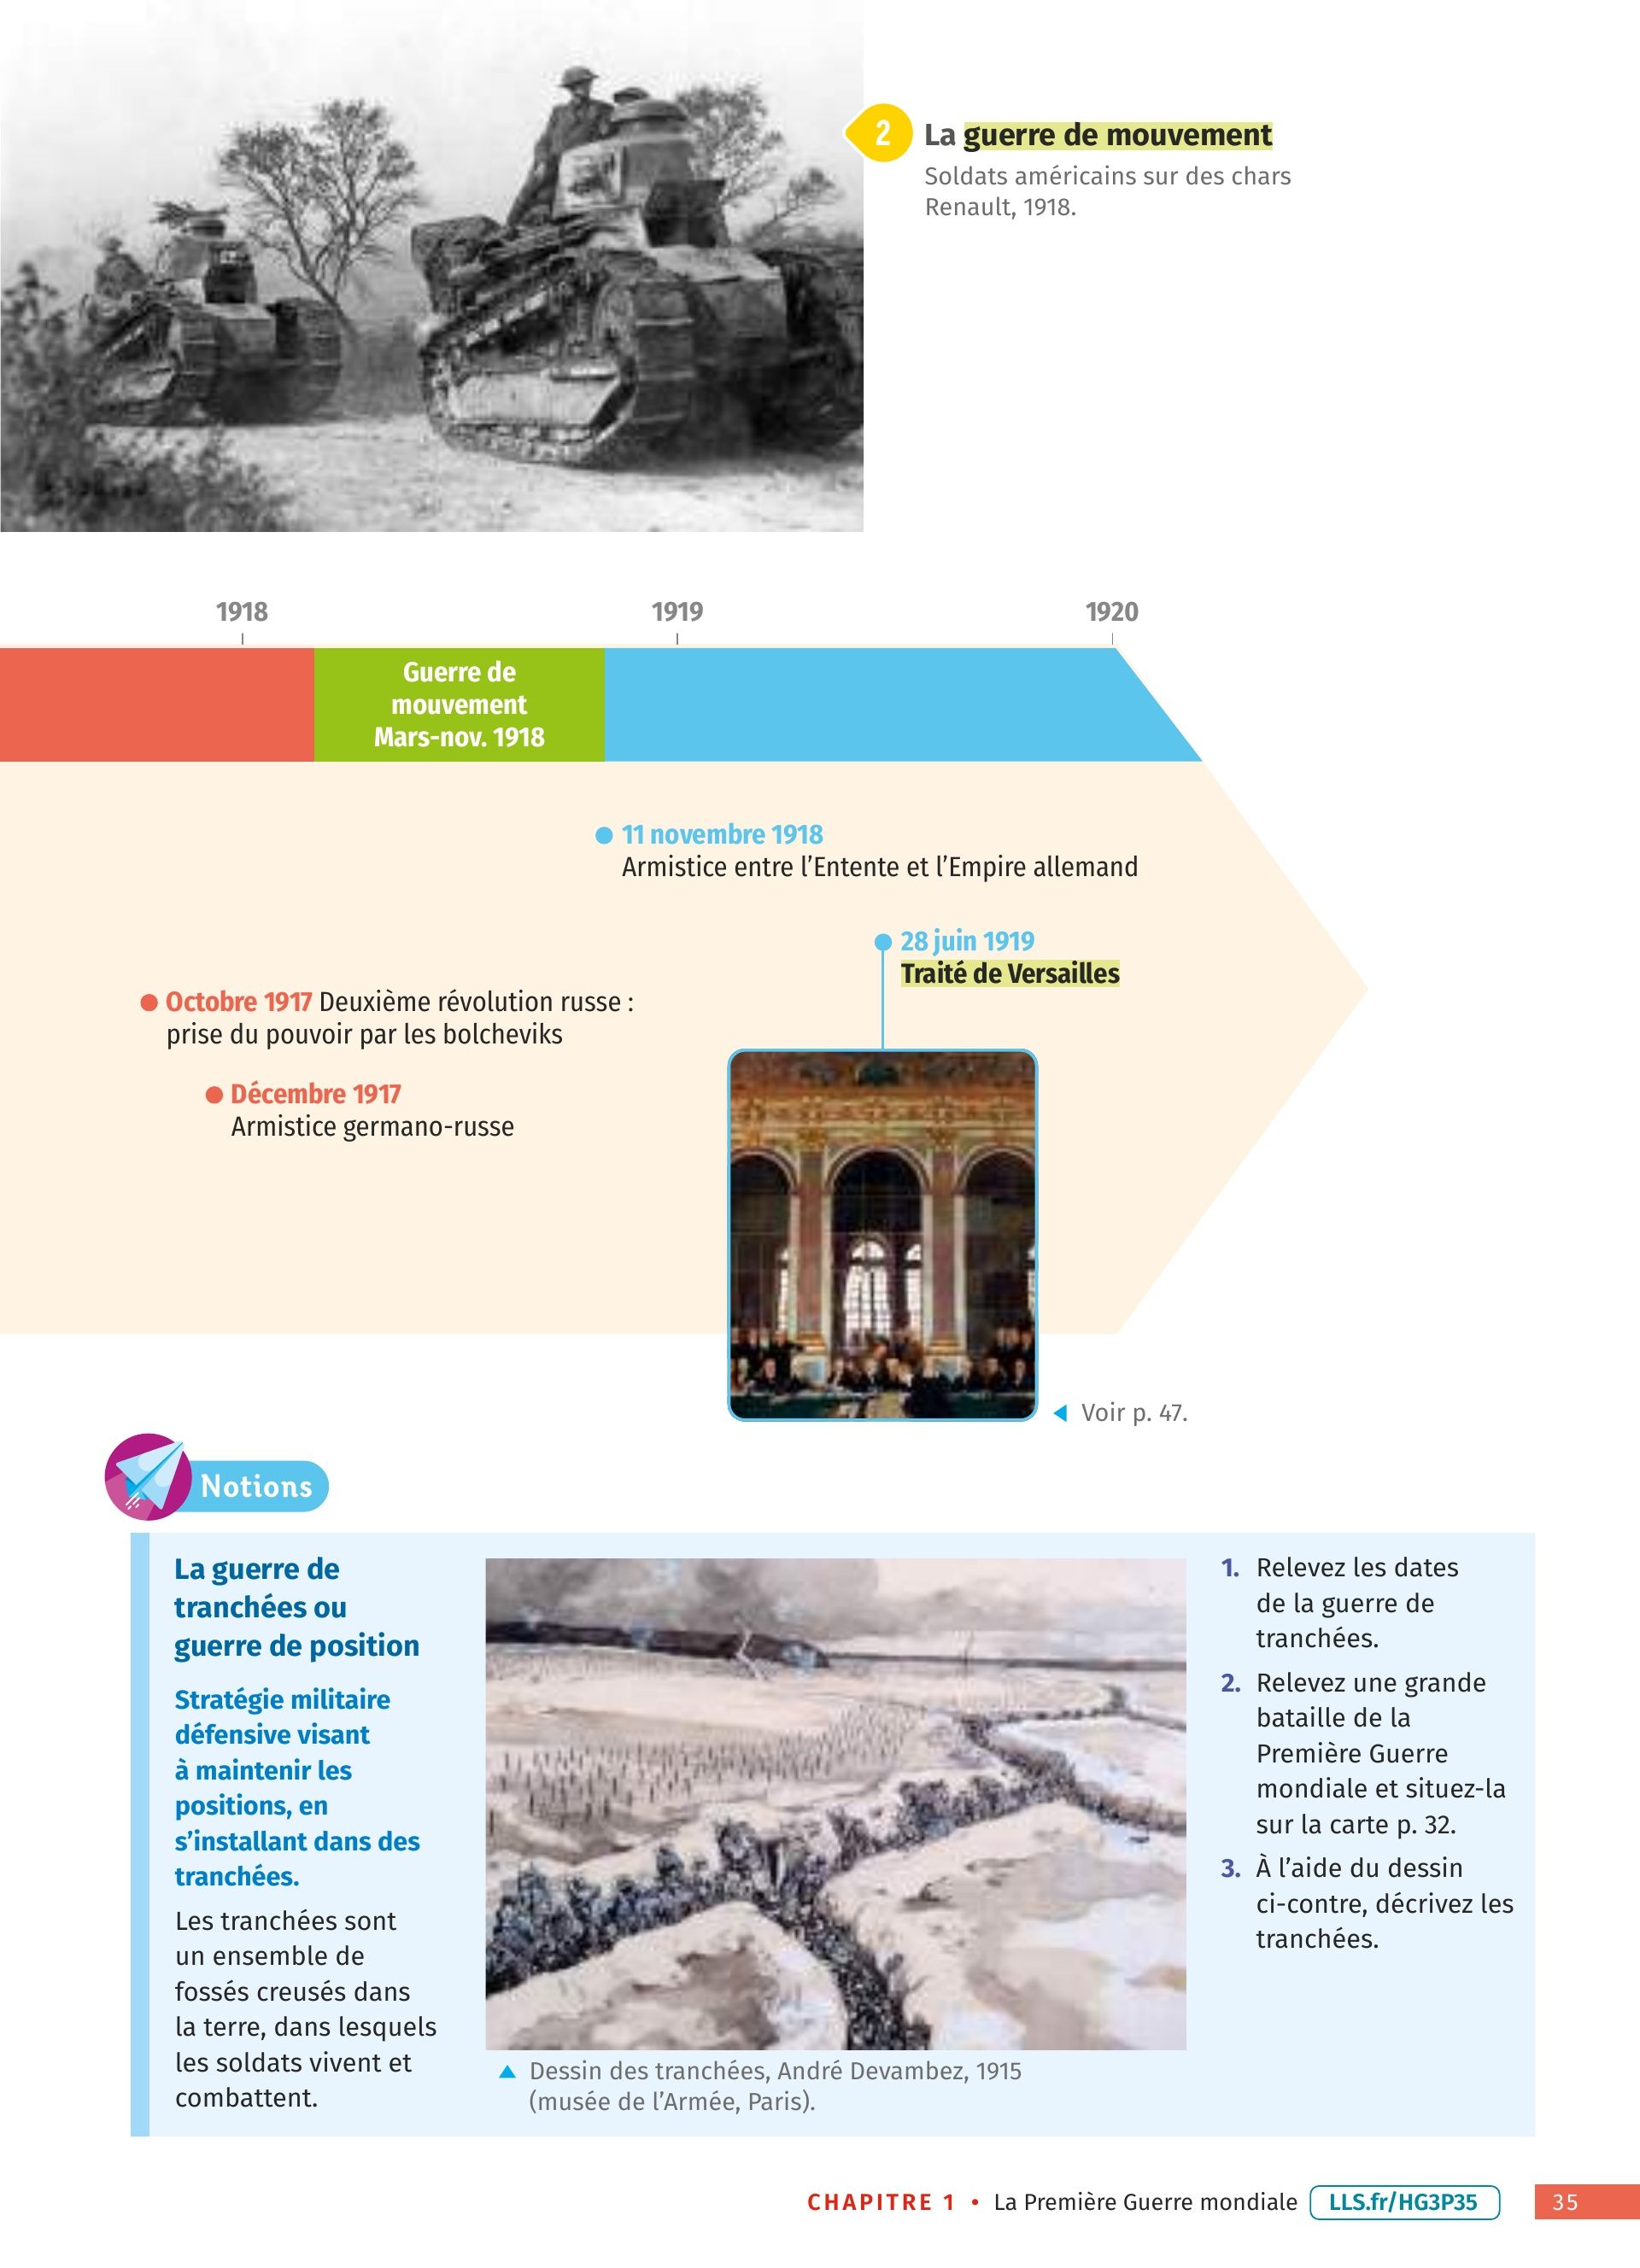 2
La guerre de mouvement
Soldats américains sur des chars
Renault, 1918.
1918
1919
1920
Guerre de
mouvement
Mars-nov. 1918
11 novembre 1918
Armistice entre l’Entente et l’Empire allemand
28 juin 1919
Traité de Versailles
Octobre 1917 Deuxième révolution russe :
prise du pouvoir par les bolcheviks
Décembre 1917
Armistice germano-russe
Voir p. 47.
Notions
La guerre de
tranchées ou
guerre de position
Stratégie militaire
défensive visant
à maintenir les
positions, en
s’installant dans des
tranchées.
Les tranchées sont
un ensemble de
fossés creusés dans
la terre, dans lesquels
les soldats vivent et
combattent.
Dessin des tranchées, André Devambez, 1915
(musée de l’Armée, Paris).
1. Relevez les dates
de la guerre de
tranchées.
2. Relevez une grande
bataille de la
Première Guerre
mondiale et situez-la
sur la carte p. 32.
3. À l’aide du dessin
ci-contre, décrivez les
tranchées.
CHAPITRE 1 • La Première Guerre mondiale LLS.fr/HG3P35 35